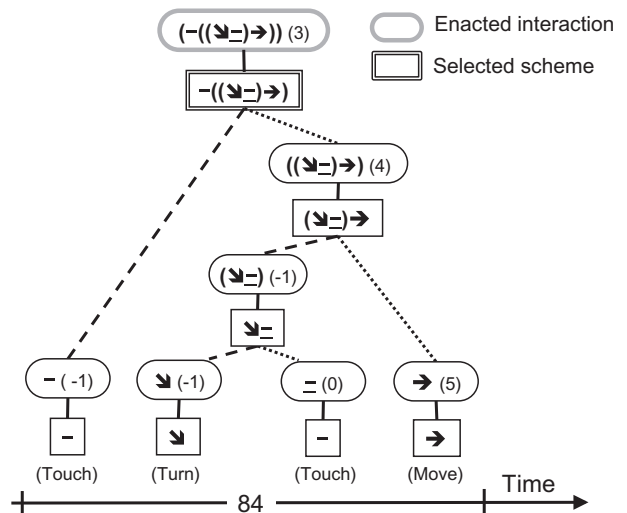 (–((➘–̲)➔)) (3)
Enacted interaction
–((➘–̲)➔)
Selected scheme
((➘–̲)➔) (4)
(➘–̲)➔
(➘–̲) (-1)
➘–̲
– ( -1)
➘ (-1)
–̲ (0)
➔ (5)
–
➘
–
➔
(Touch)
(Turn)
(Touch)
(Move)
Time
84